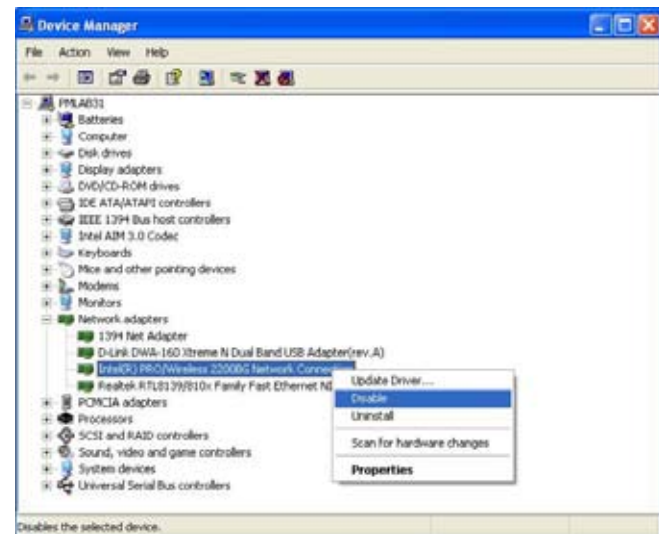 Device Manager
File Action View Help
PMLAB31
Batteries
Computer
Disk drives
Display adapters
DVD/CD-ROM drives
IDE ATA/ATAPI controllers
IEEE 1394 Bus host controllers
Intel AIM 3.0 Codec
Keyboards
Mice and other pointing devices
Modems
Monitors
Network adapters
1394 Net Adapter
D-Link DWA-160 Xtreme N Dual Band USB Adapter(rev.A)
Intel(R) PRO/Wireless 2200BG Network
Realtek RTL8139/810x Family Fast Ethernet
PCMCIA adapters
Processors
SCSI and RAID controllers
Sound, video and game controllers
System devices
Universal Serial Bus controllers
Update Driver...
Disable
Uninstall
Scan for hardware changes
Properties
Disables the selected device.